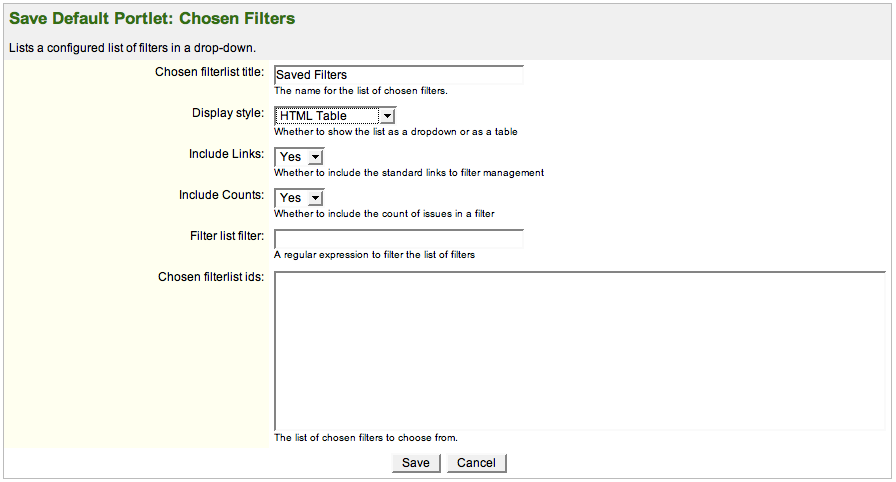 Save Default Portlet: Chosen Filters
Lists a configured list of filters in a drop-down.
Chosen filterlist title: Saved Filters
The name for the list of chosen filters.
Display style: HTML Table
Whether to show the list as a dropdown or as a table
Include Links: Yes
Whether to include the standard links to filter management
Include Counts: Yes
Whether to include the count of issues in a filter
Filter list filter:
A regular expression to filter the list of filters
Chosen filterlist ids:
The list of chosen filters to choose from.
Save Cancel